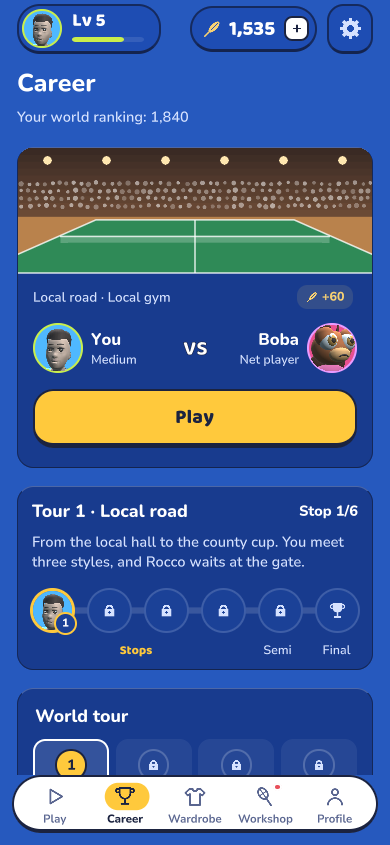 Lv 5
1,535
+
Career
Your world ranking: 1,840
Local road · Local gym
+60
You
Medium
VS
Boba
Net player
Play
Tour 1 · Local road
Stop 1/6
From the local hall to the county cup. You meet
three styles, and Rocco waits at the gate.
1
Stops
Semi
Final
World tour
1
Play
Career
Wardrobe
Workshop
Profile